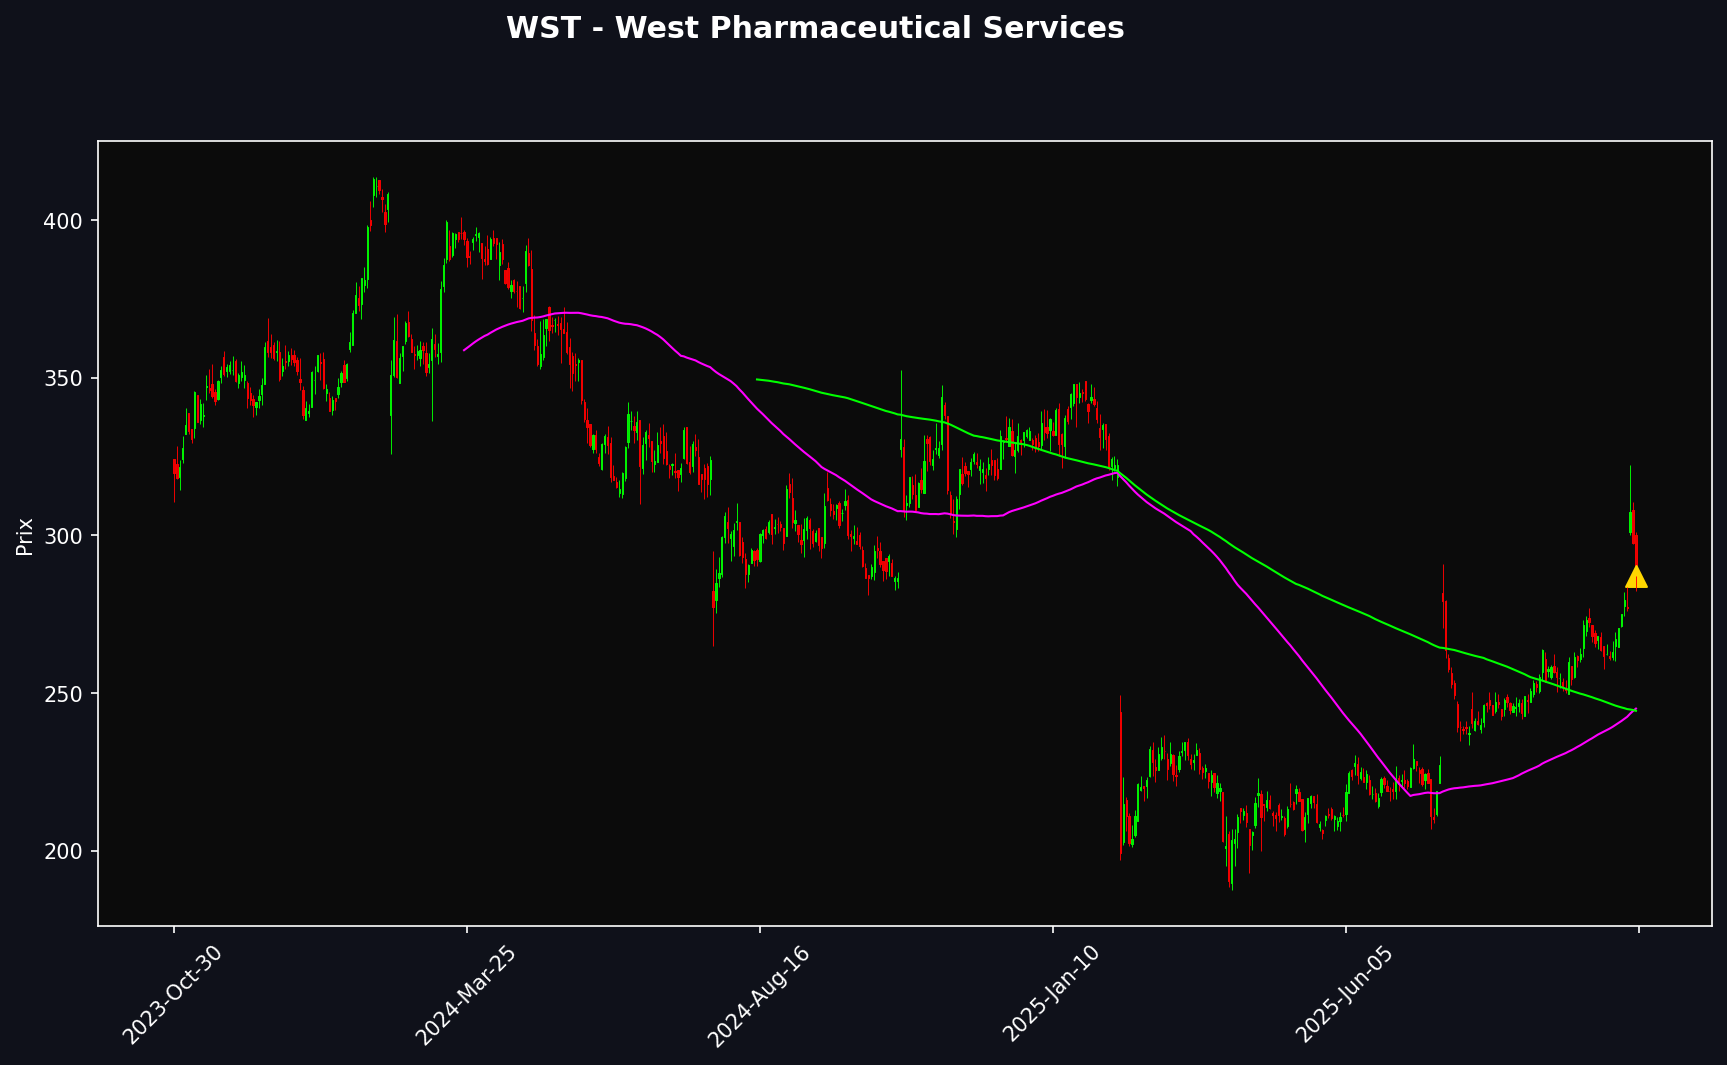 WST - West Pharmaceutical Services
Prix
400
350
300
250
200
2023-Oct-30
2024-Mar-25
2024-Aug-16
2025-Jan-10
2025-Jun-05